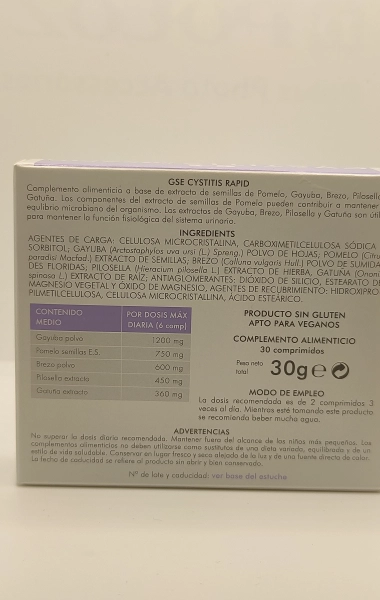 GSE CYSTITIS RAPID
Complemento alimenticio a base de extracto de semillas de Pomelo, Gayuba, Brezo, Pilosella
Gatuña. Los componentes del extracto de semillas de Pomelo pueden contribuir a mantener
equilibrio microbiano del organismo. Los extractos de Gayuba, Brezo, Pilosella y Gatuña son útil
para mantener la función fisiológica del sistema urinario.
INGREDIENTS
AGENTES DE CARGA: CELULOSA MICROCRISTALINA, CARBOXIMETILCELULOSA SÓDICA
SORBITOL; GAYUBA (Arctostaphylos uva ursi (L.) Spreng.) POLVO DE HOJAS; POMELO (Citru
paradisi Macfad.) EXTRACTO DE SEMILLAS; BREZO (Calluna vulgaris Hull.) POLVO DE SUMIDA
DES FLORIDAS; PILOSELLA (Hieracium pilosella L.) EXTRACTO DE HIERBA, GATUÑA (Ononi
spinosa L.) EXTRACTO DE RAÍZ; ANTIAGLOMERANTES: DIÓXIDO DE SILICIO, ESTEARATO DE
MAGNESIO VEGETAL Y ÓXIDO DE MAGNESIO, AGENTES DE RECUBRIMIENTO: HIDROXIPRO
PILMETILCELULOSA, CELULOSA MICROCRISTALINA, ÁCIDO ESTEÁRICO.
CONTENIDO MEDIO POR DOSIS MÁX DIARIA (6 comp)
Gayuba polvo 1200 mg
Pomelo semillas E.S. 750 mg
Brezo polvo 600 mg
Pilosella extracto 450 mg
Gatuña extracto 360 mg
PRODUCTO SIN GLUTEN
APTO PARA VEGANOS
COMPLEMENTO ALIMENTICIO
30 comprimidos
Peso neto total 30g e
MODO DE EMPLEO
La dosis recomendada es de 2 comprimidos 3
veces al día. Mientras esté tomando este producto
se recomienda beber mucha agua.
ADVERTENCIAS
No superar la dosis diaria recomendada. Mantener fuera del alcance de los niños más pequeños. Los
complementos alimenticios no deben utilizarse como sustitutos de una dieta variada, equilibrada y de un
estilo de vida saludable. Conservar en lugar fresco y seco alejado de la luz y de una fuente directa de calor.
La fecha de caducidad se refiere al producto sin abrir y bien conservado.
Nº de lote y caducidad: ver base del estuche